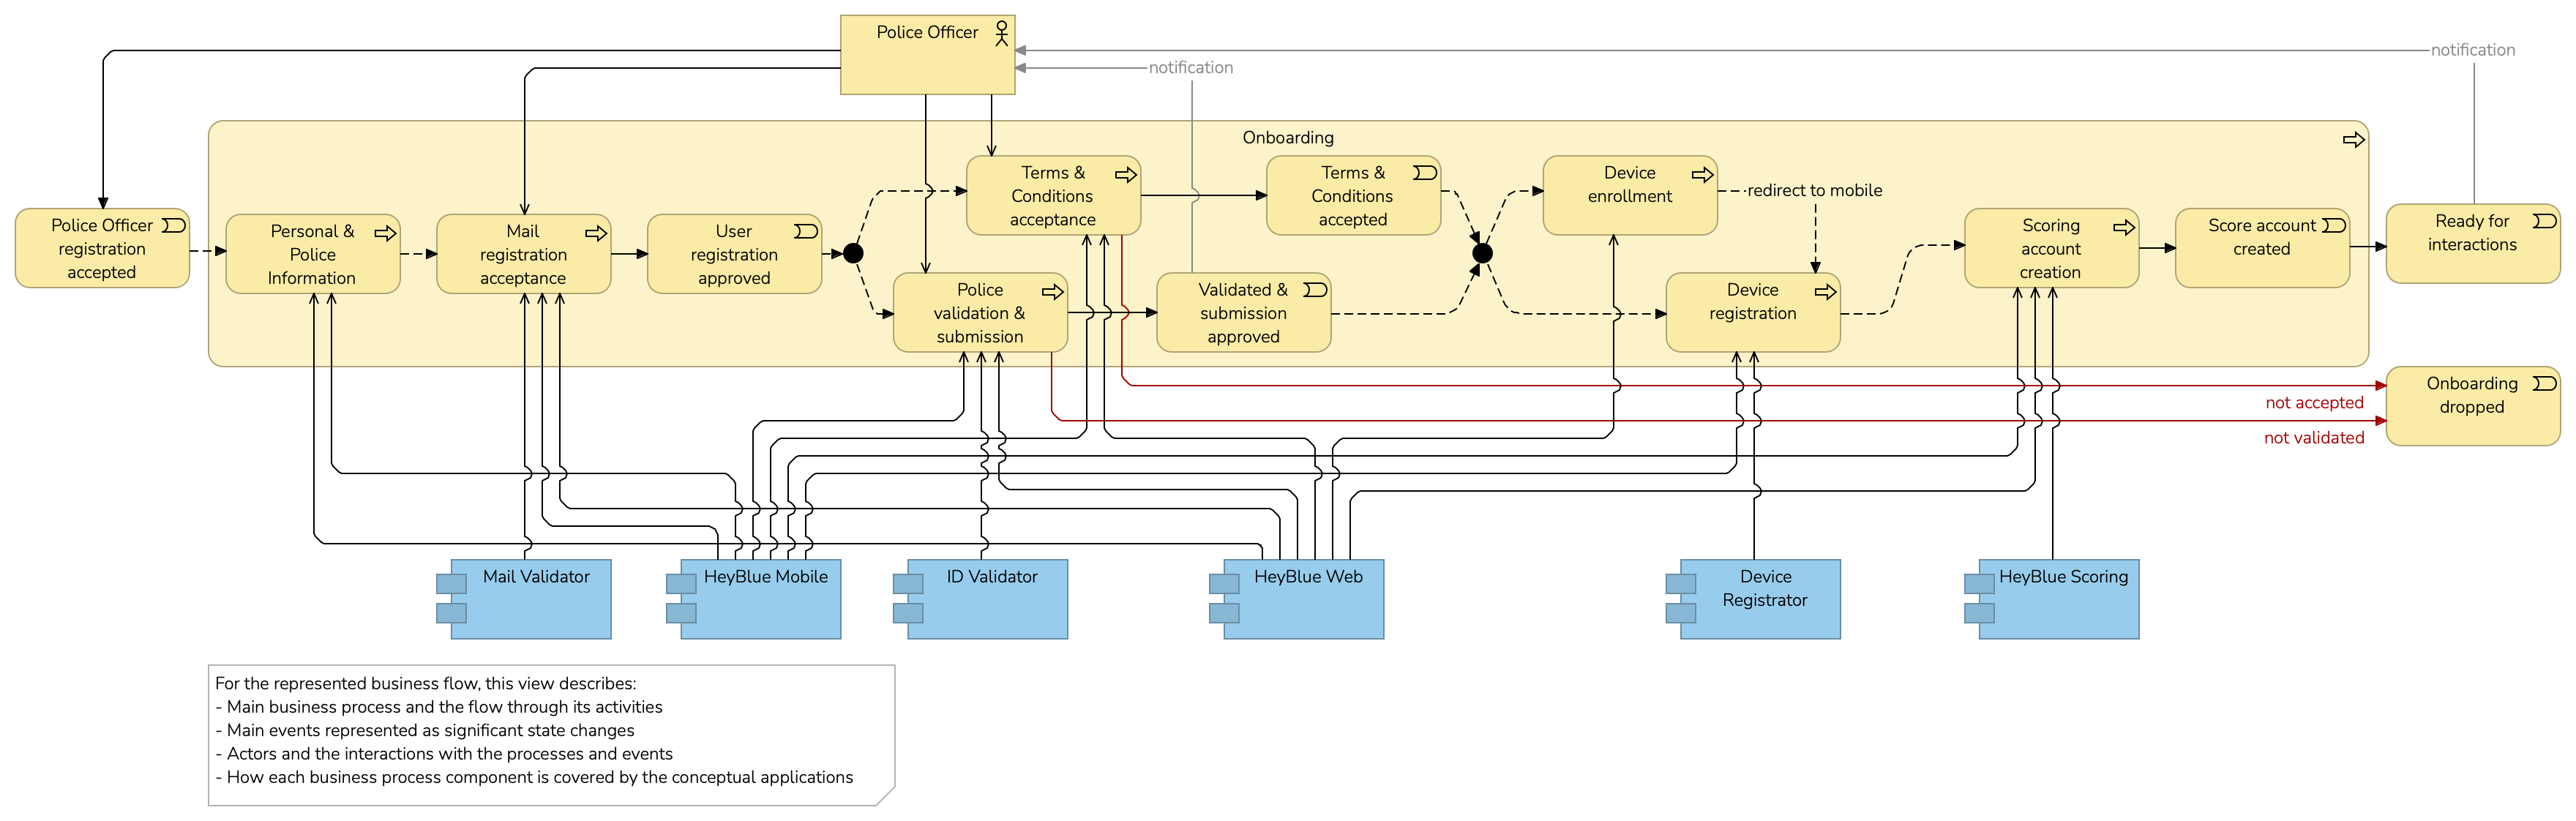 Police Officer
notification
notification
Onboarding
Police Officer
registration
accepted
Personal &
Police
Information
Mail
registration
acceptance
User
registration
approved
Terms &
Conditions
acceptance
Terms &
Conditions
accepted
Police
validation &
submission
Validated &
submission
approved
Device
enrollment
redirect to mobile
Device
registration
Scoring
account
creation
Score account
created
Ready for
interactions
Onboarding
dropped
not accepted
not validated
Mail Validator
HeyBlue Mobile
ID Validator
HeyBlue Web
Device
Registrator
HeyBlue Scoring
For the represented business flow, this view describes:
- Main business process and the flow through its activities
- Main events represented as significant state changes
- Actors and the interactions with the processes and events
- How each business process component is covered by the conceptual applications